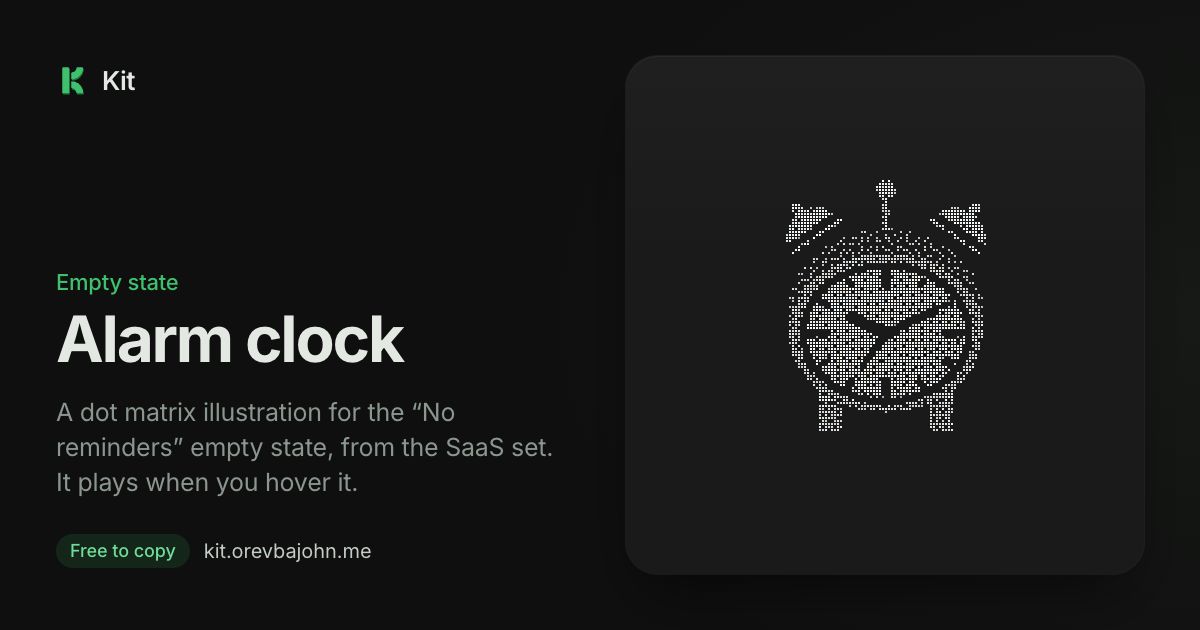 Kit
Empty state
Alarm clock
A dot matrix illustration for the “No
reminders” empty state, from the SaaS set.
It plays when you hover it.
Free to copy
kit.orevbajohn.me